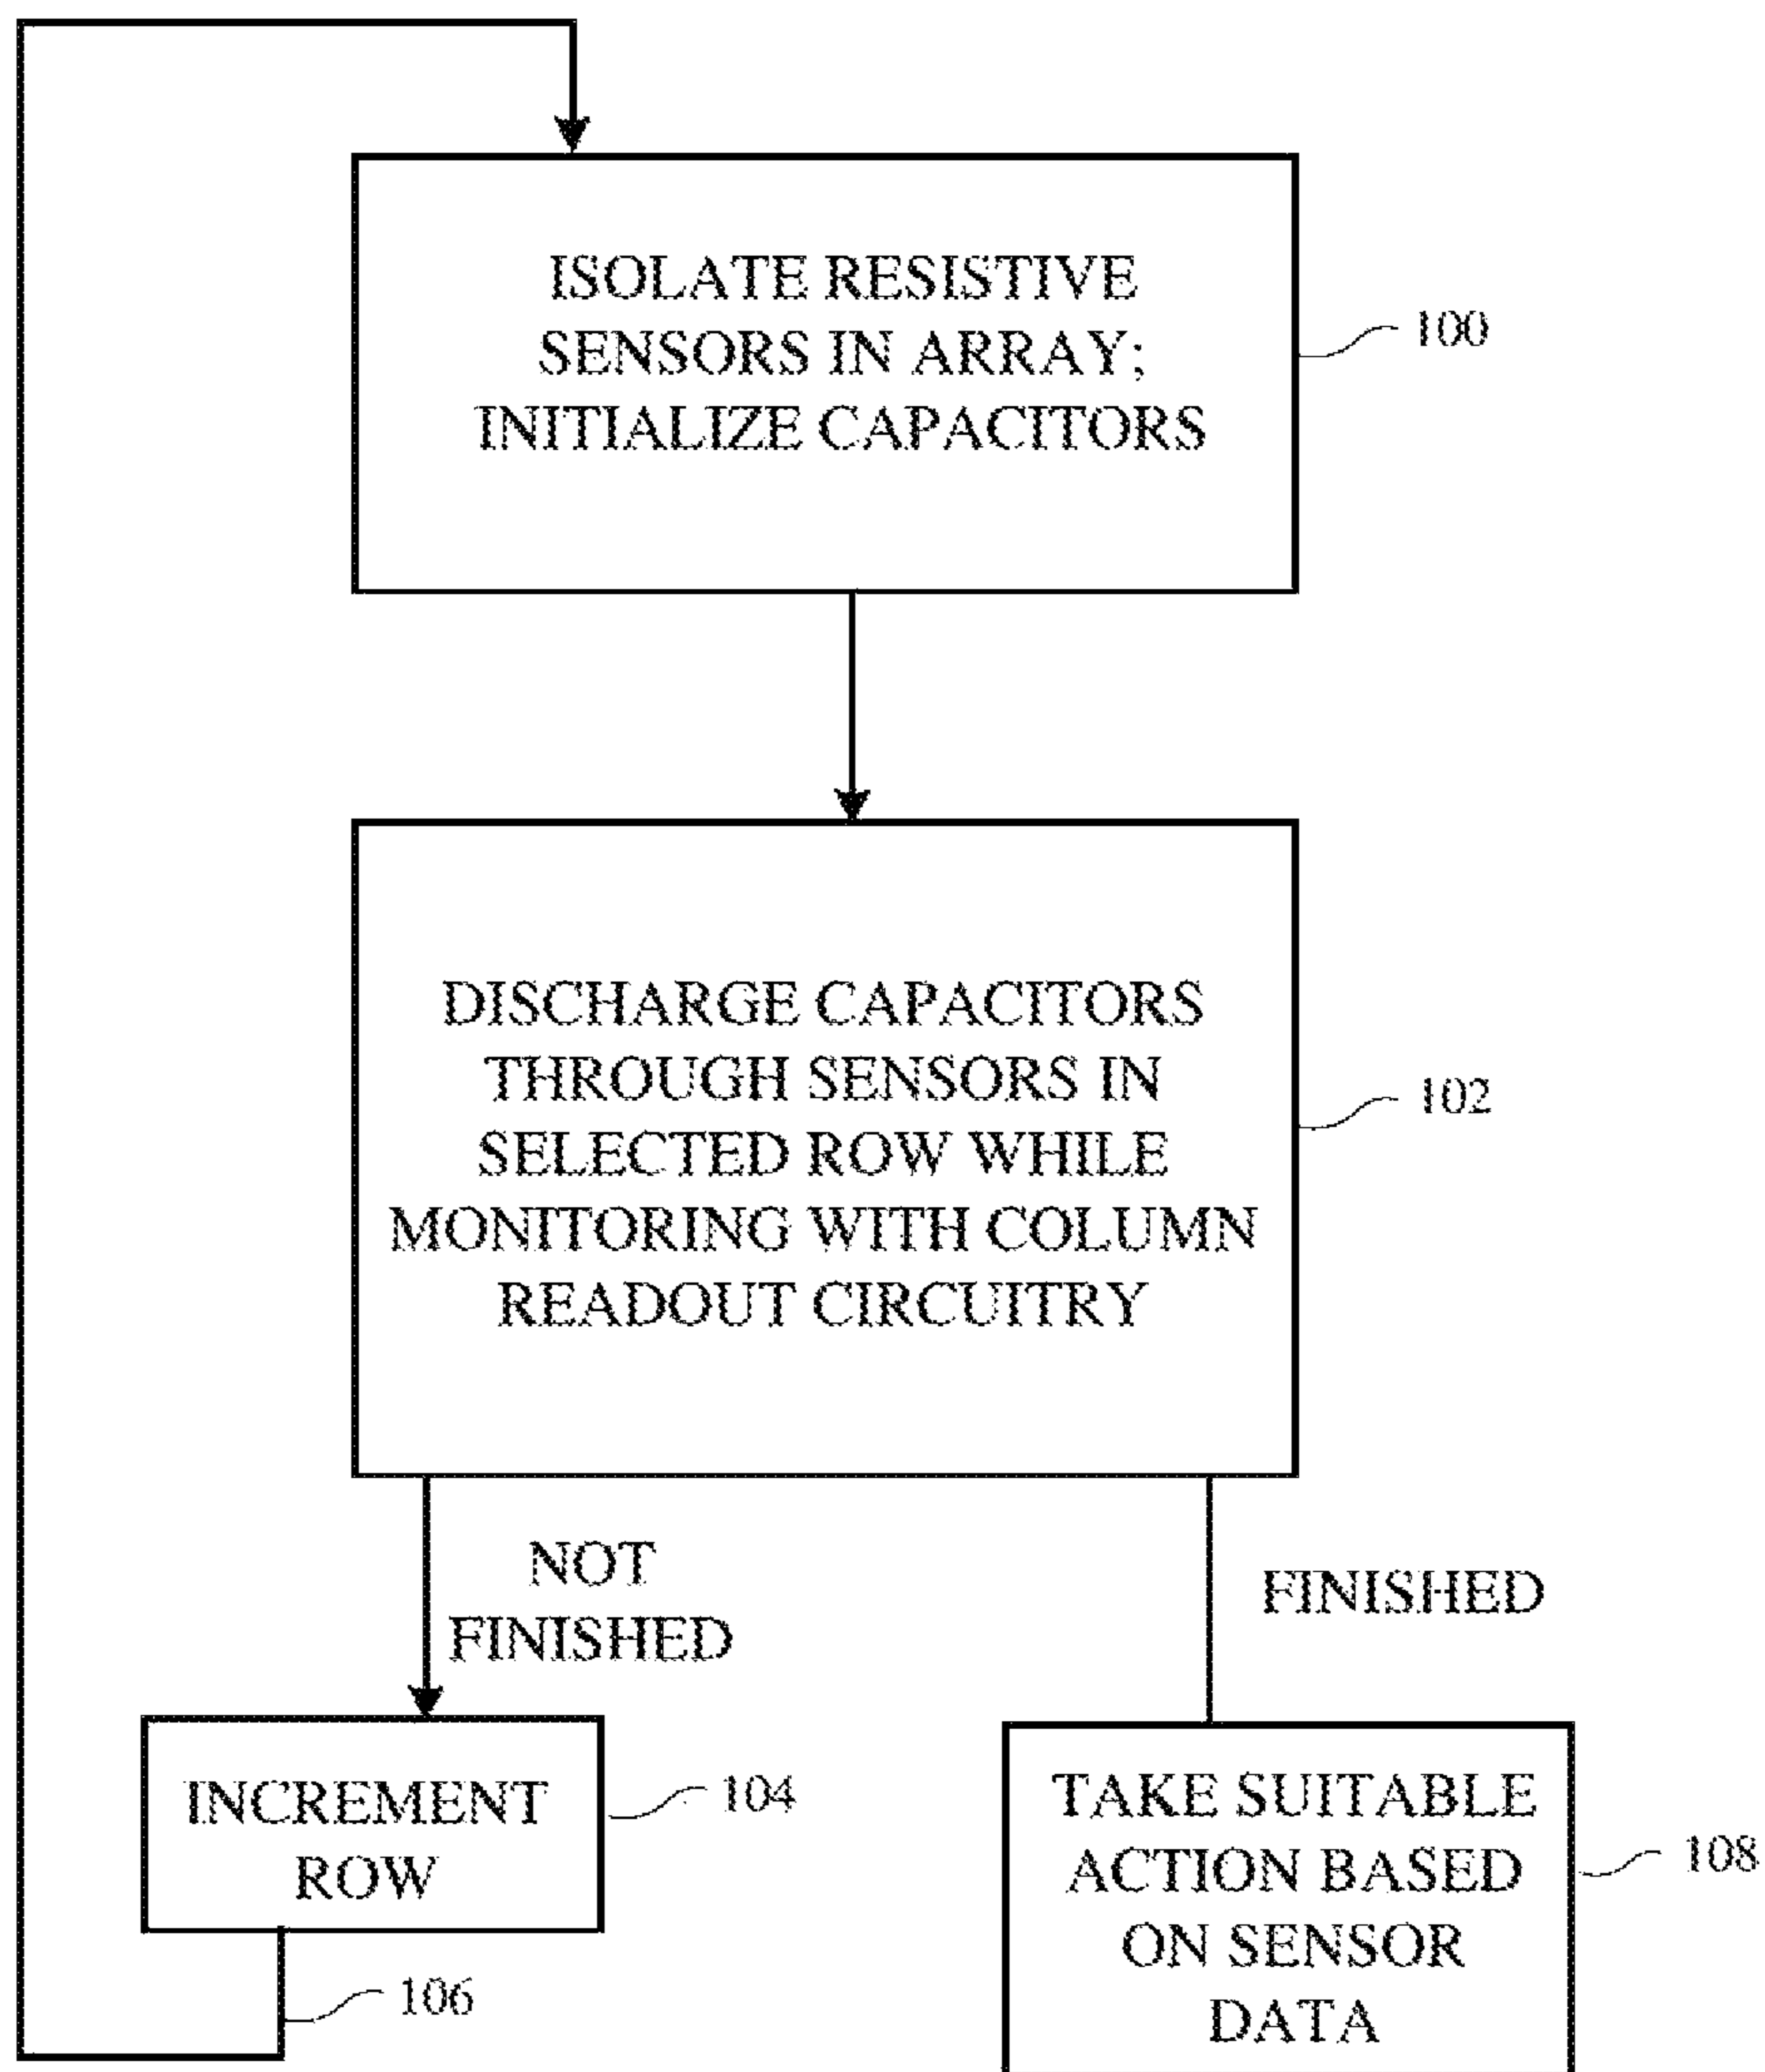 ISOLATE RESISTIVE
SENSORS IN ARRAY;
INITIALIZE CAPACITORS
100
DISCHARGE CAPACITORS
THROUGH SENSORS IN
SELECTED ROW WHILE
MONITORING WITH COLUMN
READOUT CIRCUITRY
102
NOT
FINISHED
FINISHED
INCREMENT
ROW
104
106
TAKE SUITABLE
ACTION BASED
ON SENSOR
DATA
108